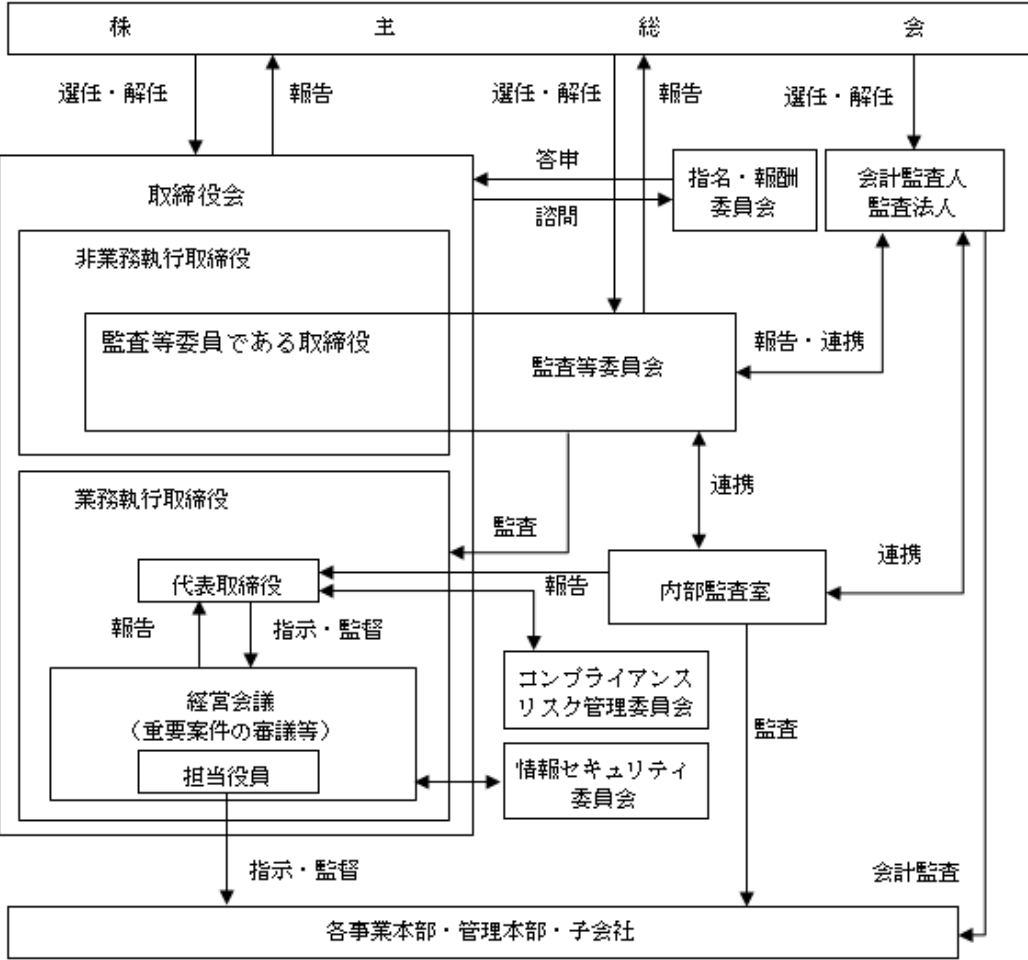 株主総会
選任・解任
報告
選任・解任
報告
選任・解任
答申
諮問
指名・報酬
委員会
会計監査人
監査法人
取締役会
非業務執行取締役
監査等委員である取締役
監査等委員会
報告・連携
連携
業務執行取締役
監査
連携
代表取締役
報告
内部監査室
報告
指示・監督
コンプライアンス
リスク管理委員会
経営会議
(重要案件の審議等)
監査
担当役員
情報セキュリティ
委員会
指示・監督
会計監査
各事業本部・管理本部・子会社